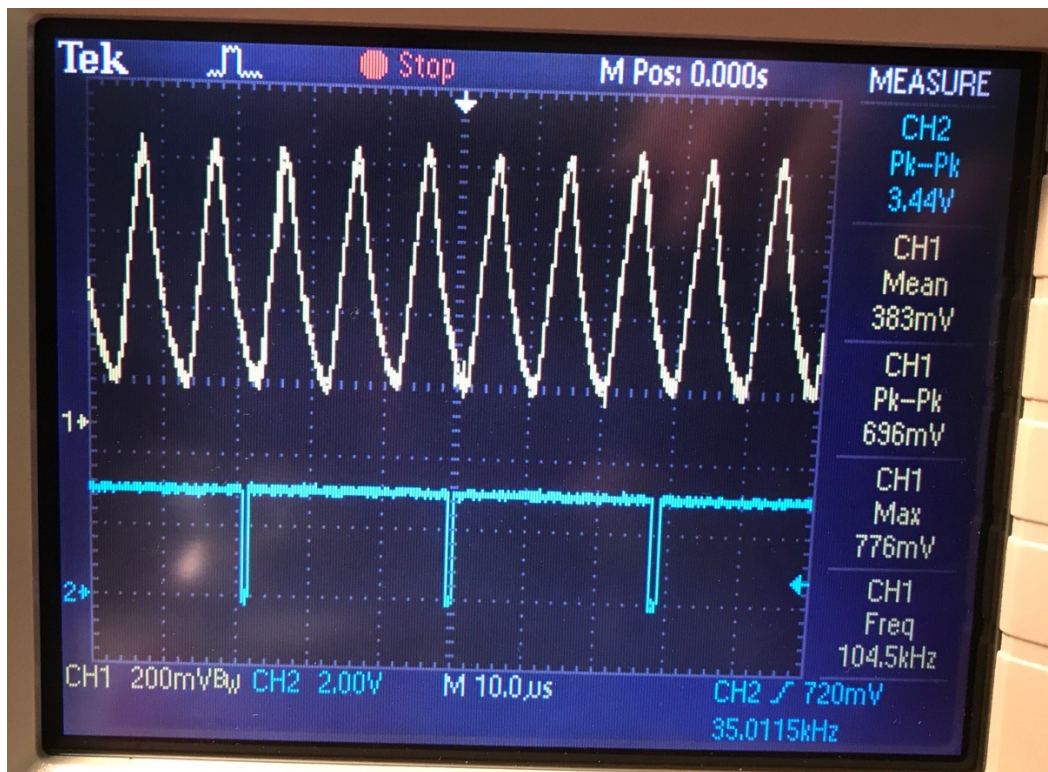 Tek Stop M Pos: 0.000s MEASURE
CH2
Pk-Pk
3.44V
CH1
Mean
383mV
CH1
Pk-Pk
696mV
CH1
Max
776mV
CH1
Freq
104.5kHz
1
2
CH1 200mVBW CH2 2.00V M 10.0µs CH2 720mV
35.0115kHz